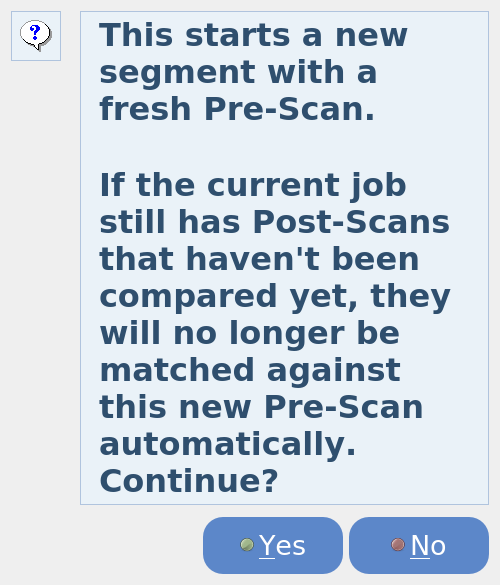 This starts a new
segment with a
fresh Pre-Scan.

If the current job
still has Post-Scans
that haven't been
compared yet, they
will no longer be
matched against
this new Pre-Scan
automatically.
Continue?
Yes
No